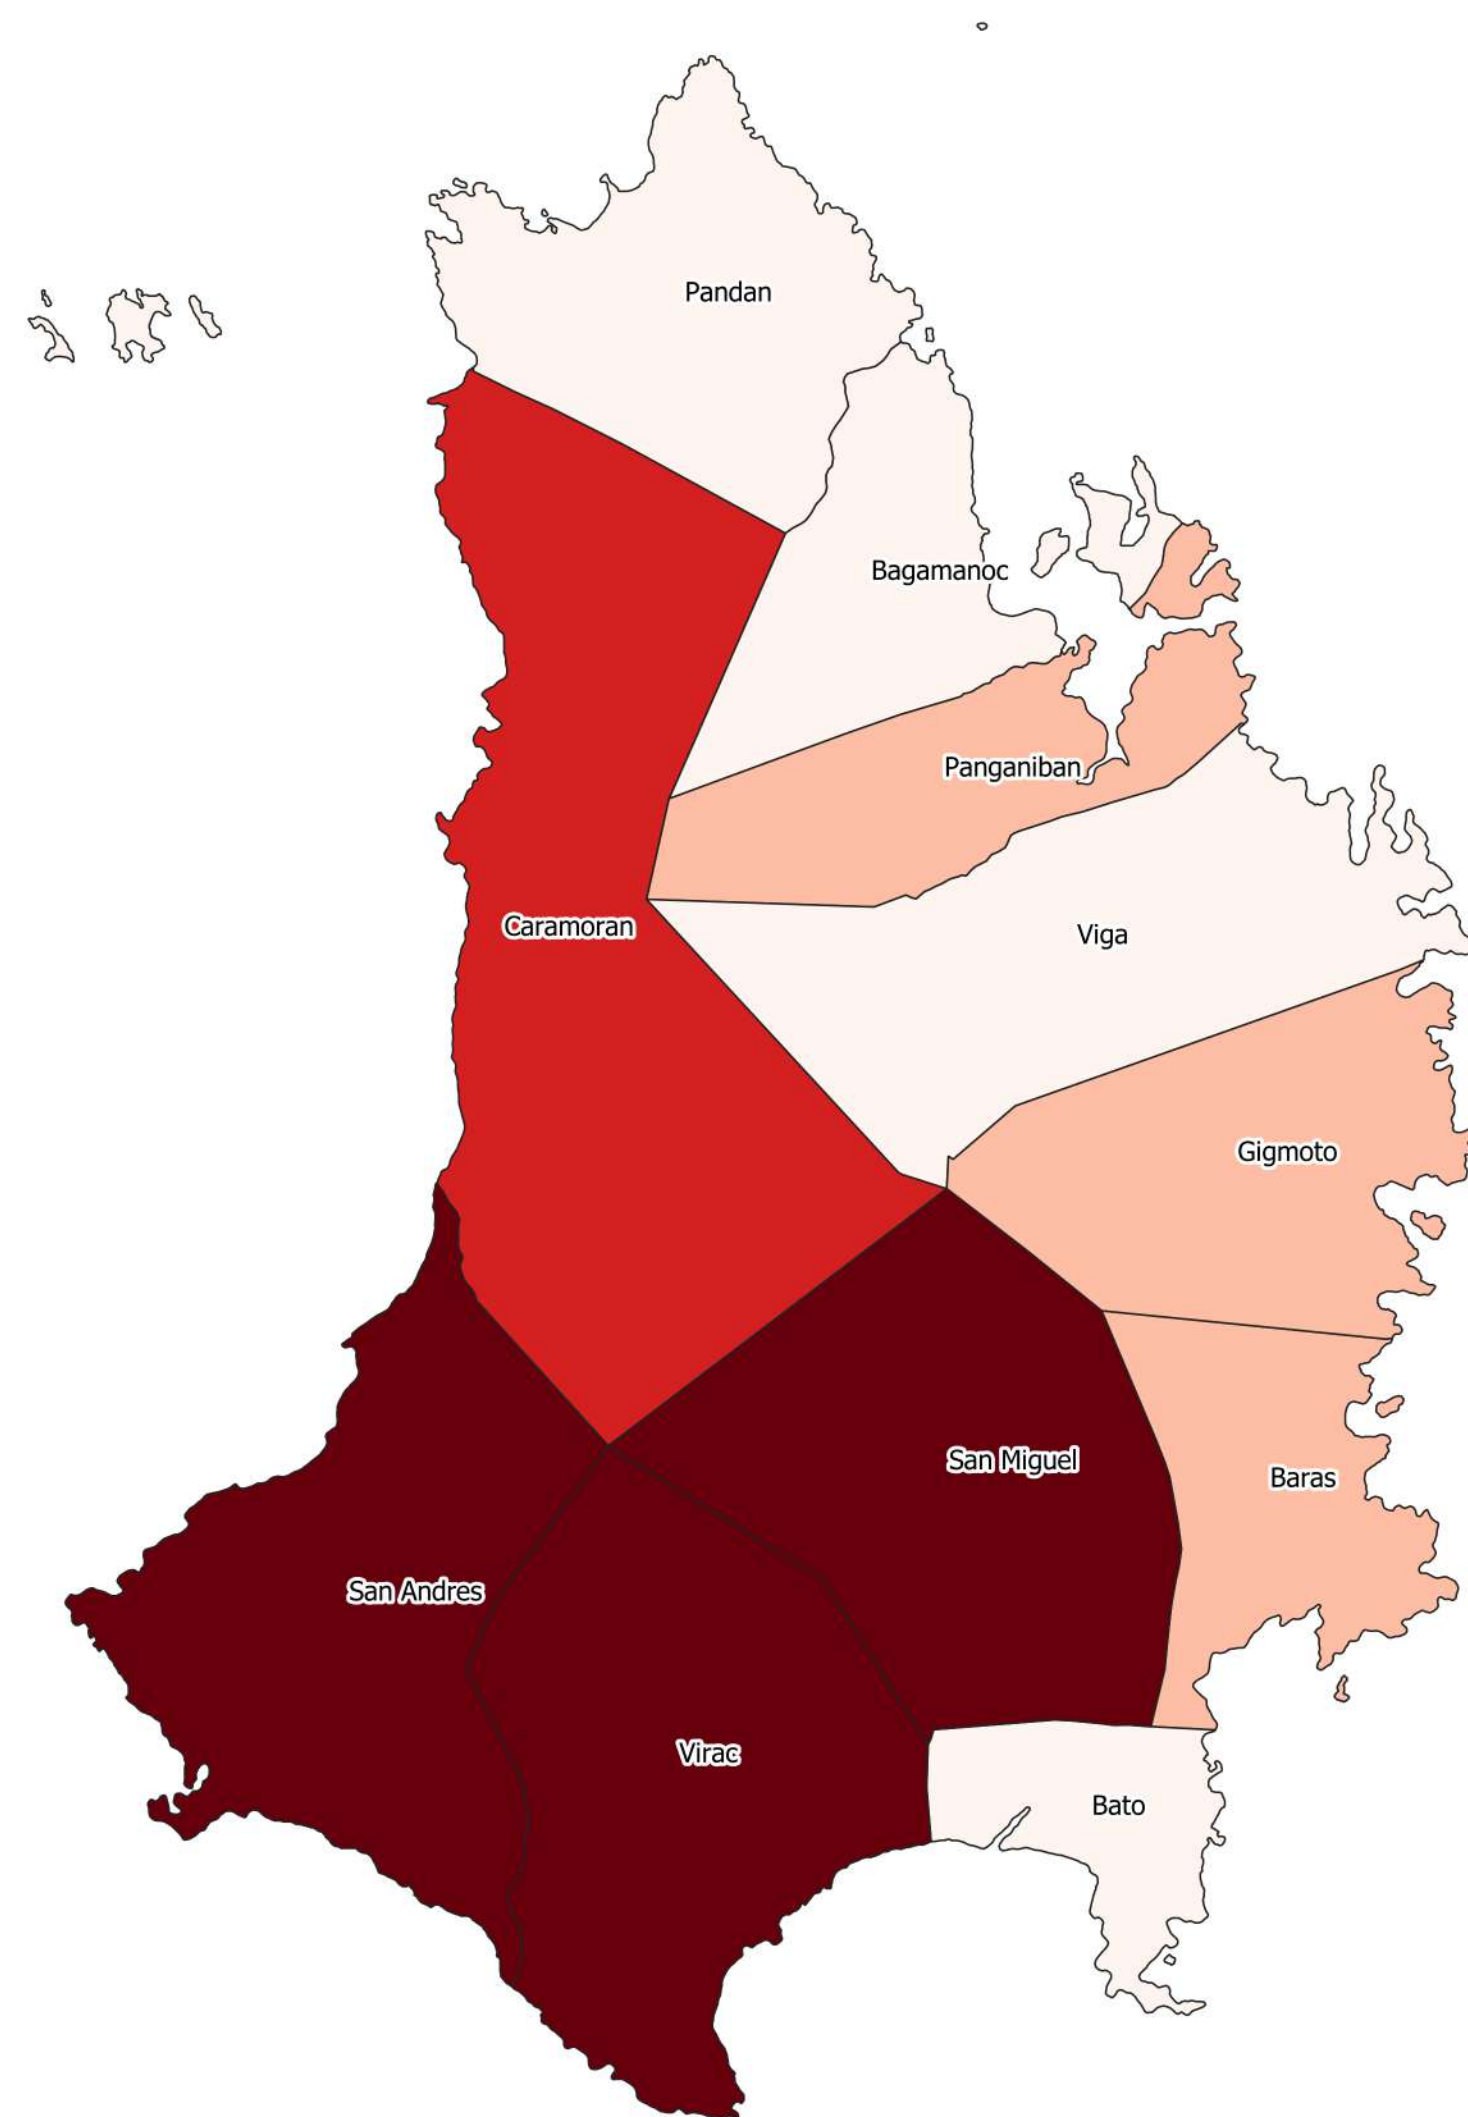 Pandan
Bagamanoc
Panganiban
Caramoran
Viga
Gigmoto
San Miguel
Baras
San Andres
Virac
Bato